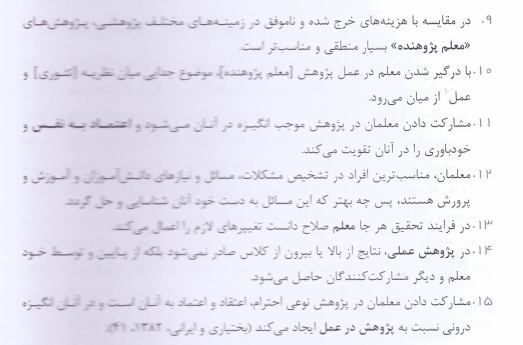 ۰۹. در مقایسه با هزینه‌های خرج شده و ناموفق در زمینه‌های مختلف پژوهشی، پژوهش‌های
«معلم پژوهنده» بسیار منطقی و مناسب‌تر است.
۱۰.با درگیر شدن معلم در عمل پژوهش [معلم پژوهنده]، موضوع جدایی میان نظریه [تئوری] و
عمل۱ از میان می‌رود.
۱۱.مشارکت دادن معلمان در پژوهش موجب انگیزه در آنان می‌شود و اعتماد به نفس و
خودباوری را در آنان تقویت می‌کند.
۱۲.معلمان، مناسب‌ترین افراد در تشخیص مشکلات، مسائل و نیازهای دانش‌آموزان و آموزش و
پرورش هستند، پس چه بهتر که این مسائل به دست خود آنان شناسایی و حل گردد.
۱۳.در فرایند تحقیق هر جا معلم صلاح دانست تغییرهای لازم را اعمال می‌کند.
۱۴.در پژوهش عملی، نتایج از بالا یا بیرون از کلاس صادر نمی‌شود بلکه از پایین و توسط خود
معلم و دیگر مشارکت‌کنندگان حاصل می‌شود.
۱۵.مشارکت دادن معلمان در پژوهش نوعی احترام، اعتقاد و اعتماد به آنان است و در آنان انگیزه
درونی نسبت به پژوهش در عمل ایجاد می‌کند (بختیاری و ایرانی، ۱۳۸۲، ۴۱).